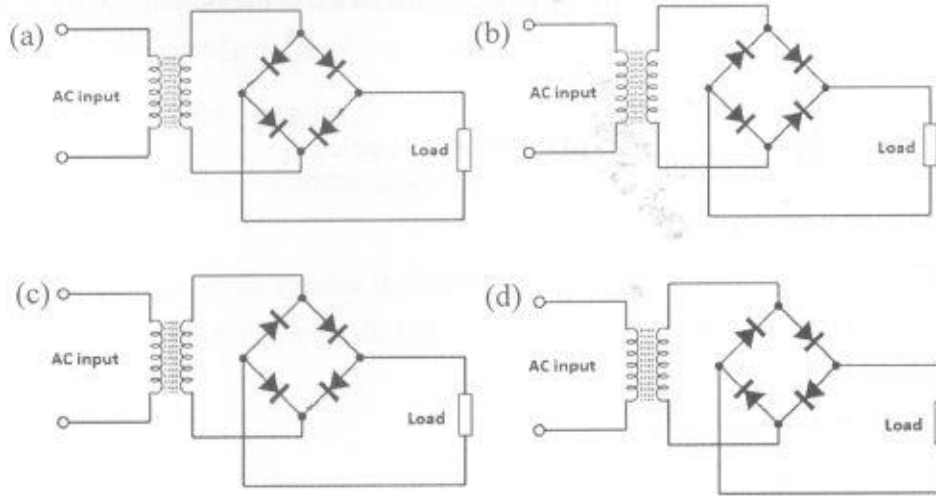 (a)
AC input
Load
(b)
AC input
Load
(c)
AC input
Load
(d)
AC input
Load